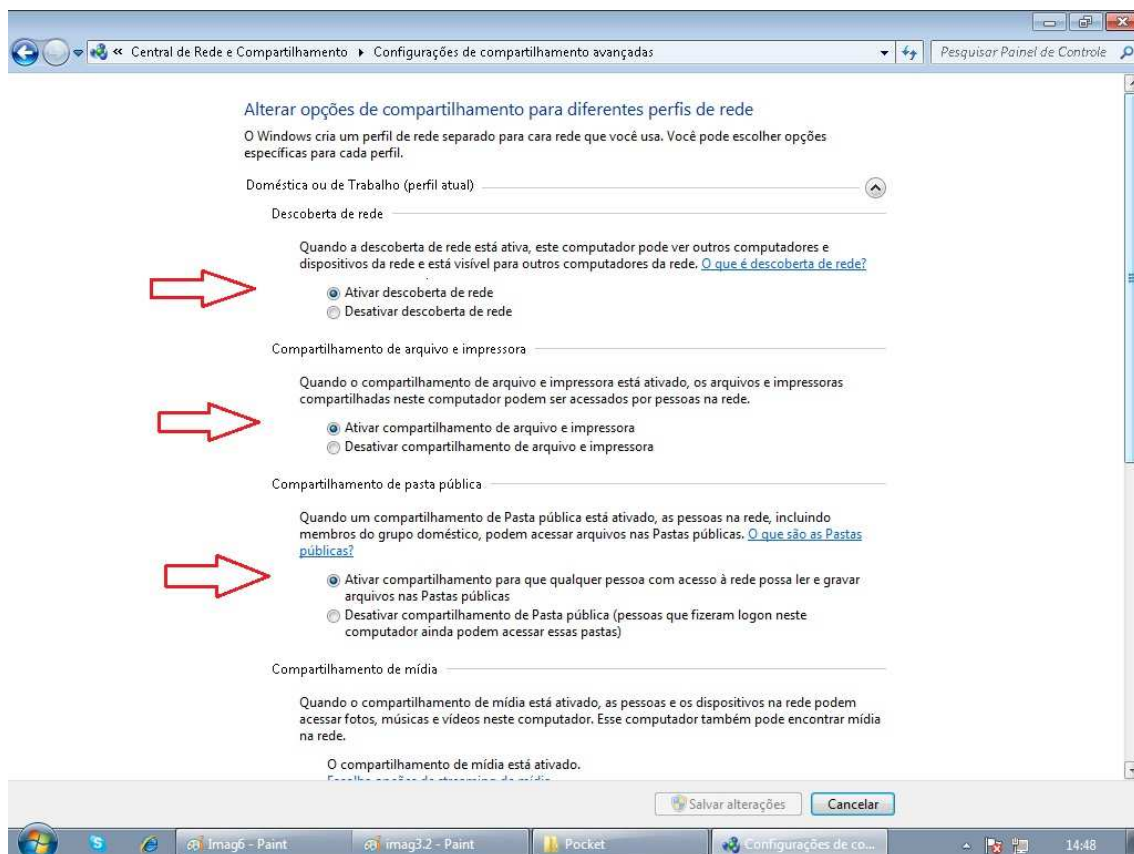 « Central de Rede e Compartilhamento ▸ Configurações de compartilhamento avançadas
Pesquisar Painel de Controle
Alterar opções de compartilhamento para diferentes perfis de rede
O Windows cria um perfil de rede separado para cara rede que você usa. Você pode escolher opções
específicas para cada perfil.
Doméstica ou de Trabalho (perfil atual)
Descoberta de rede
Quando a descoberta de rede está ativa, este computador pode ver outros computadores e
dispositivos da rede e está visível para outros computadores da rede. O que é descoberta de rede?
Ativar descoberta de rede
Desativar descoberta de rede
Compartilhamento de arquivo e impressora
Quando o compartilhamento de arquivo e impressora está ativado, os arquivos e impressoras
compartilhadas neste computador podem ser acessados por pessoas na rede.
Ativar compartilhamento de arquivo e impressora
Desativar compartilhamento de arquivo e impressora
Compartilhamento de pasta pública
Quando um compartilhamento de Pasta pública está ativado, as pessoas na rede, incluindo
membros do grupo doméstico, podem acessar arquivos nas Pastas públicas. O que são as Pastas
públicas?
Ativar compartilhamento para que qualquer pessoa com acesso à rede possa ler e gravar
arquivos nas Pastas públicas
Desativar compartilhamento de Pasta pública (pessoas que fizeram logon neste
computador ainda podem acessar essas pastas)
Compartilhamento de mídia
Quando o compartilhamento de mídia está ativado, as pessoas e os dispositivos na rede podem
acessar fotos, músicas e vídeos neste computador. Esse computador também pode encontrar mídia
na rede.
O compartilhamento de mídia está ativado.
Escolha opções de streaming de mídia
Salvar alterações
Cancelar
Imag6 - Paint
imag3.2 - Paint
Pocket
Configurações de co...
14:48